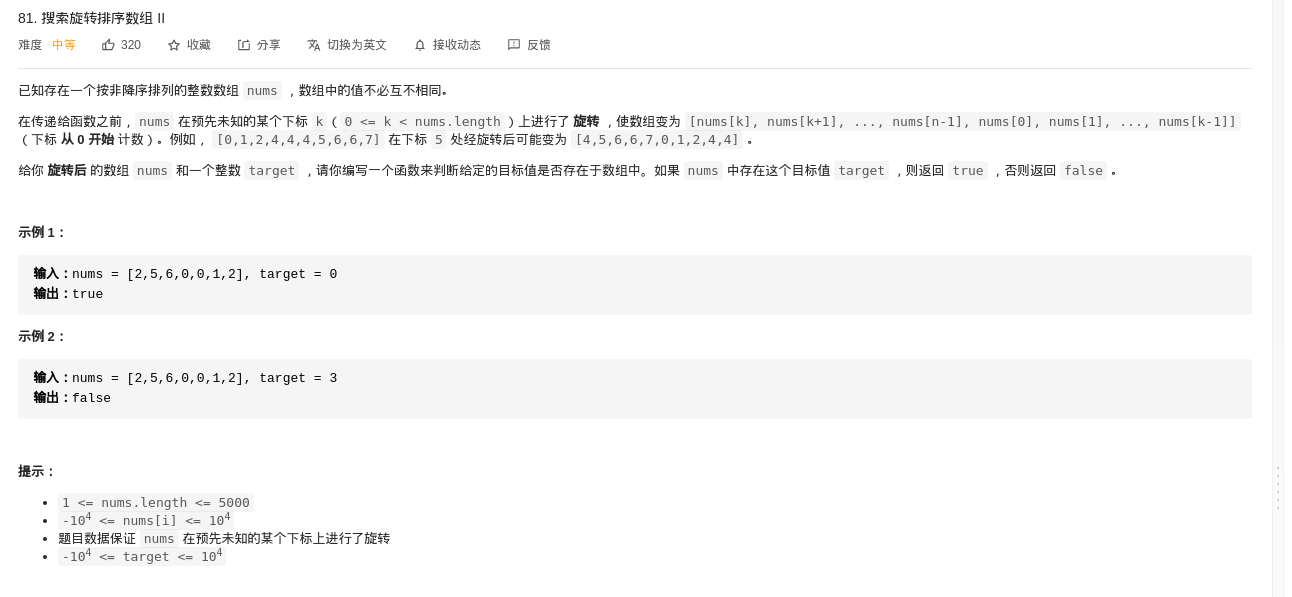 81. 搜索旋转排序数组 II
难度 中等 320 收藏 分享 切换为英文 接收动态 反馈
已知存在一个按非降序排列的整数数组 nums ，数组中的值不必互不相同。
在传递给函数之前，nums 在预先未知的某个下标 k（0 <= k < nums.length）上进行了 旋转 ，使数组变为 [nums[k], nums[k+1], ..., nums[n-1], nums[0], nums[1], ..., nums[k-1]]
（下标 从 0 开始 计数）。例如， [0,1,2,4,4,4,5,6,6,7] 在下标 5 处经旋转后可能变为 [4,5,6,6,7,0,1,2,4,4] 。
给你 旋转后 的数组 nums 和一个整数 target ，请你编写一个函数来判断给定的目标值是否存在于数组中。如果 nums 中存在这个目标值 target ，则返回 true ，否则返回 false 。
示例 1：
输入：nums = [2,5,6,0,0,1,2], target = 0
输出：true
示例 2：
输入：nums = [2,5,6,0,0,1,2], target = 3
输出：false
提示：
• 1 <= nums.length <= 5000
• -10⁴ <= nums[i] <= 10⁴
• 题目数据保证 nums 在预先未知的某个下标上进行了旋转
• -10⁴ <= target <= 10⁴